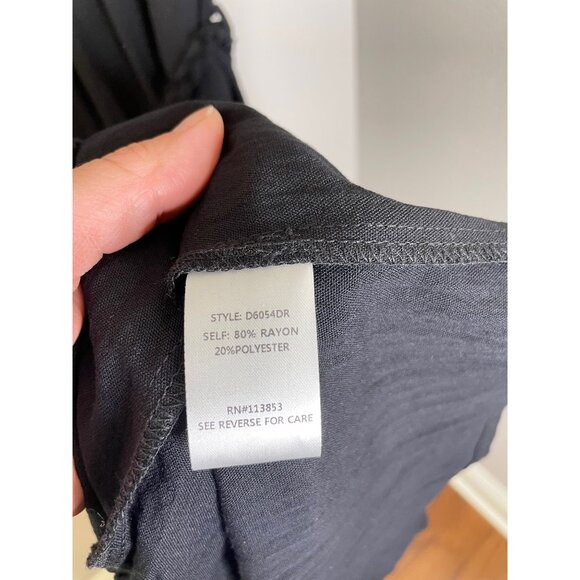 STYLE: D6054DR
SELF: 80% RAYON
20%POLYESTER
RN#113853
SEE REVERSE FOR CARE